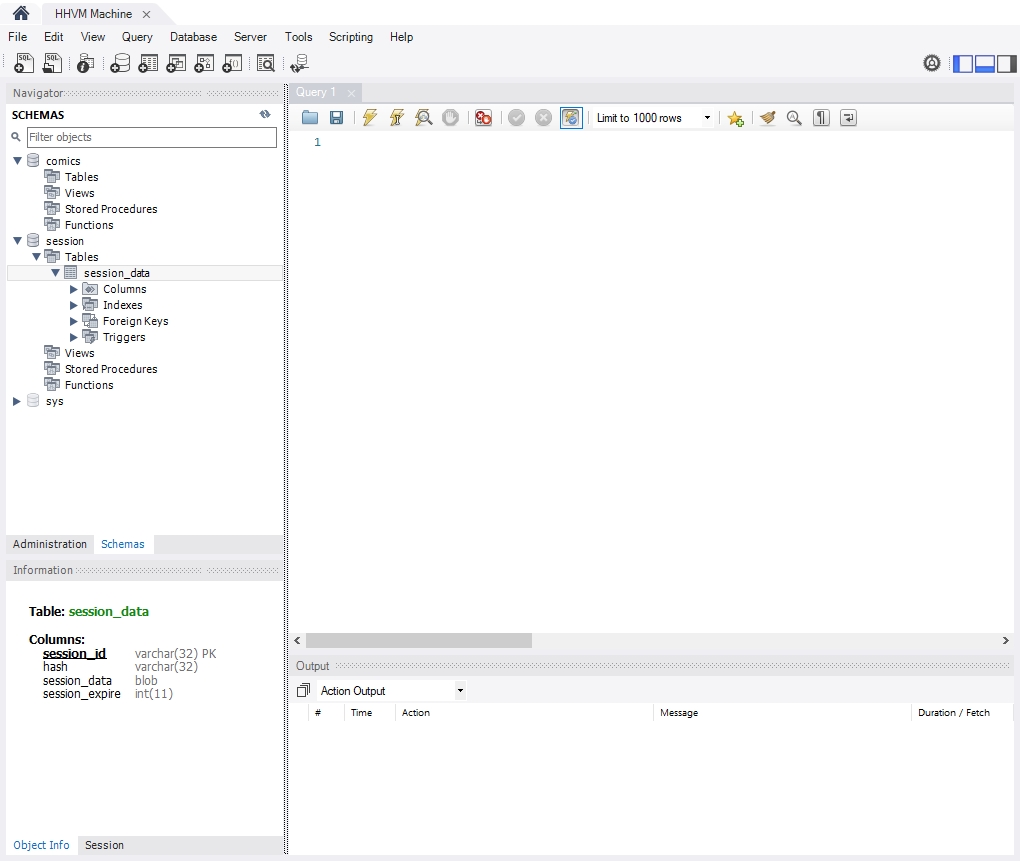 HHVM Machine
File Edit View Query Database Server Tools Scripting Help
Navigator
SCHEMAS
Filter objects
comics
Tables
Views
Stored Procedures
Functions
session
Tables
session_data
Columns
Indexes
Foreign Keys
Triggers
Views
Stored Procedures
Functions
sys
Administration Schemas
Information
Table: session_data
Columns:
session_id varchar(32) PK
hash varchar(32)
session_data blob
session_expire int(11)
Object Info Session
Query 1
Limit to 1000 rows
1
Output
Action Output
# Time Action Message Duration / Fetch